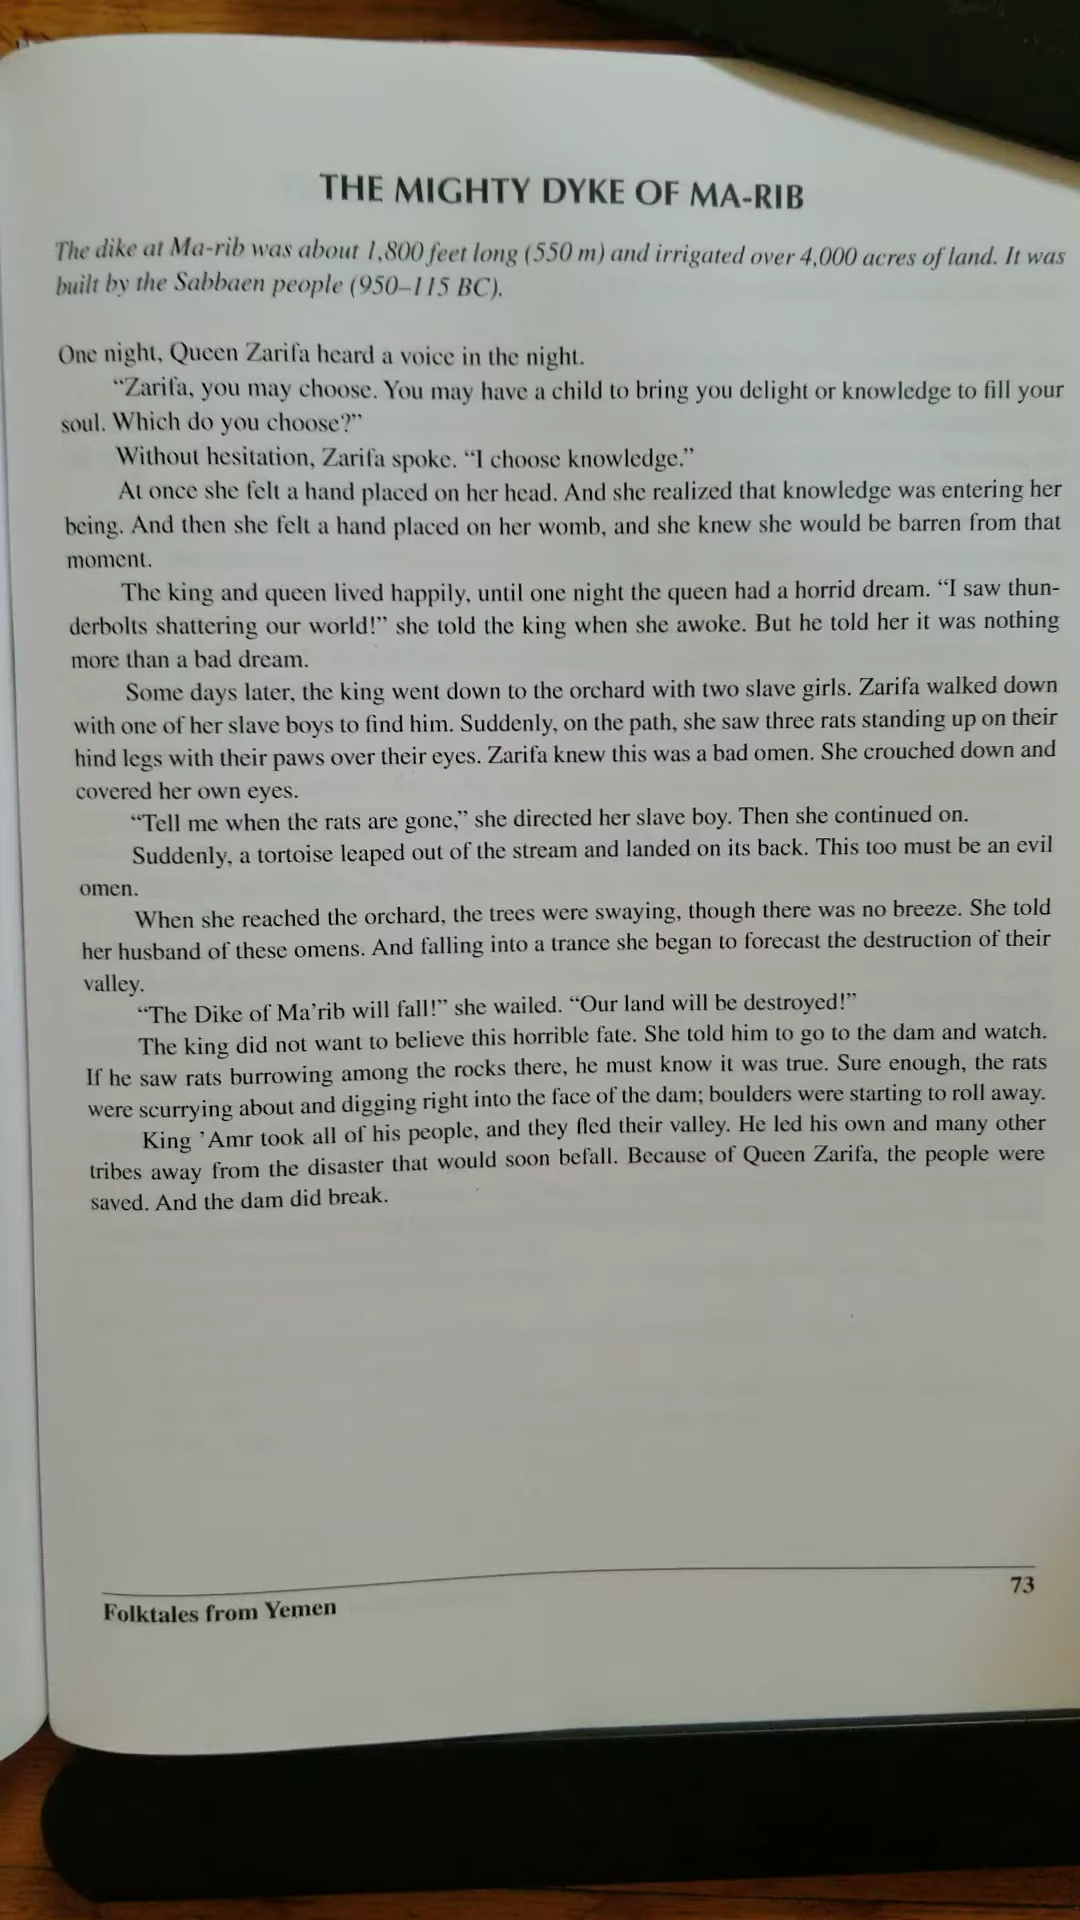 THE MIGHTY DYKE OF MA-RIB
The dike at Ma-rib was about 1,800 feet long (550 m) and irrigated over 4,000 acres of land. It was
built by the Sabbaen people (950–115 BC).
One night, Queen Zarifa heard a voice in the night.
“Zarifa, you may choose. You may have a child to bring you delight or knowledge to fill your
soul. Which do you choose?”
Without hesitation, Zarifa spoke. “I choose knowledge.”
At once she felt a hand placed on her head. And she realized that knowledge was entering her
being. And then she felt a hand placed on her womb, and she knew she would be barren from that
moment.
The king and queen lived happily, until one night the queen had a horrid dream. “I saw thun-
derbolts shattering our world!” she told the king when she awoke. But he told her it was nothing
more than a bad dream.
Some days later, the king went down to the orchard with two slave girls. Zarifa walked down
with one of her slave boys to find him. Suddenly, on the path, she saw three rats standing up on their
hind legs with their paws over their eyes. Zarifa knew this was a bad omen. She crouched down and
covered her own eyes.
“Tell me when the rats are gone,” she directed her slave boy. Then she continued on.
Suddenly, a tortoise leaped out of the stream and landed on its back. This too must be an evil
omen.
When she reached the orchard, the trees were swaying, though there was no breeze. She told
her husband of these omens. And falling into a trance she began to forecast the destruction of their
valley.
“The Dike of Ma’rib will fall!” she wailed. “Our land will be destroyed!”
The king did not want to believe this horrible fate. She told him to go to the dam and watch.
If he saw rats burrowing among the rocks there, he must know it was true. Sure enough, the rats
were scurrying about and digging right into the face of the dam; boulders were starting to roll away.
King ’Amr took all of his people, and they fled their valley. He led his own and many other
tribes away from the disaster that would soon befall. Because of Queen Zarifa, the people were
saved. And the dam did break.
73
Folktales from Yemen